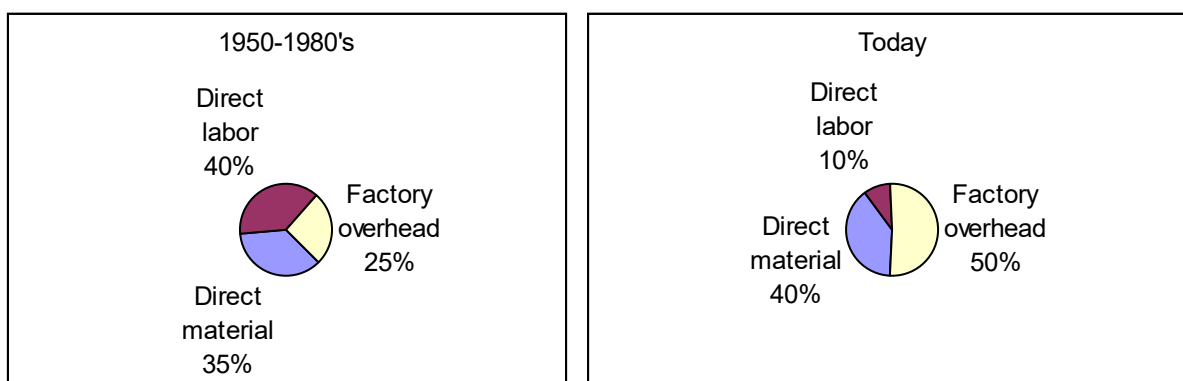 1950-1980's
Direct
labor
40%
Factory
overhead
25%
Direct
material
35%
Today
Direct
labor
10%
Factory
overhead
50%
Direct
material
40%